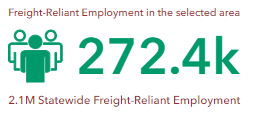 Freight-Reliant Employment in the selected area
272.4k
2.1M Statewide Freight-Reliant Employment